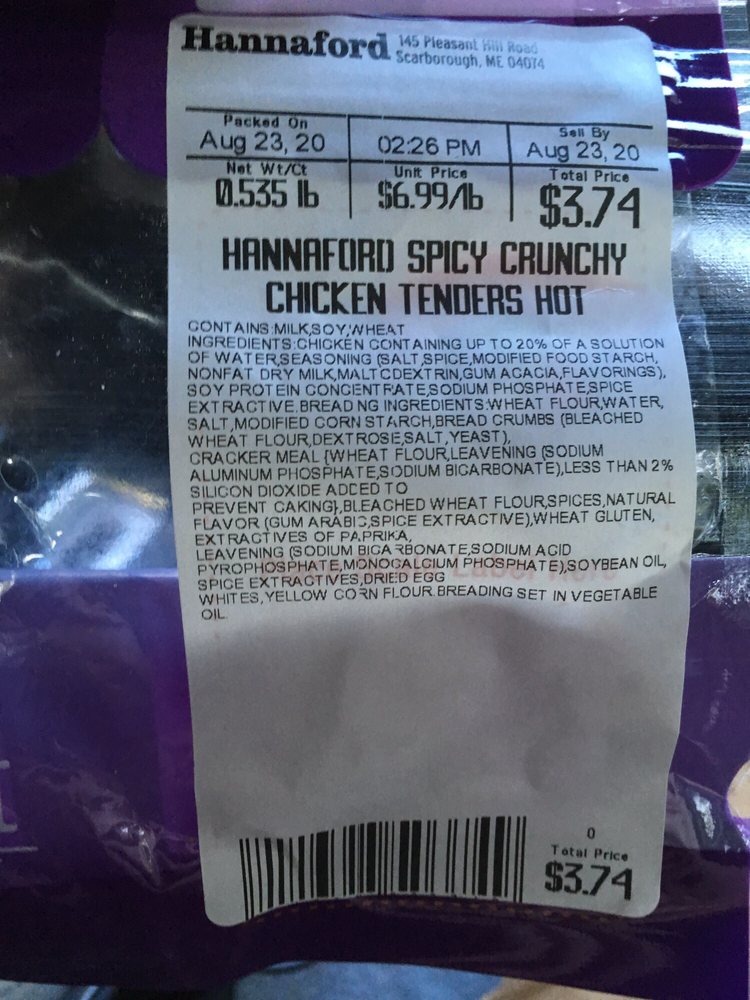 Hannaford 145 Pleasant Hill Road
Scarborough, ME 04074
Packed On
Aug 23, 20
02:26 PM
Sell By
Aug 23, 20
Net Wt/Ct
0.535 lb
Unit Price
$6.99/lb
Total Price
$3.74
HANNAFORD SPICY CRUNCHY
CHICKEN TENDERS HOT
CONTAINS:MILK,SOY,WHEAT
INGREDIENTS:CHICKEN CONTAINING UP TO 20% OF A SOLUTION
OF WATER,SEASONING (SALT,SPICE,MODIFIED FOOD STARCH,
NONFAT DRY MILK,MALTODEXTRIN,GUM ACACIA,FLAVORINGS),
SOY PROTEIN CONCENTRATE,SODIUM PHOSPHATE,SPICE
EXTRACTIVE.BREADING INGREDIENTS:WHEAT FLOUR,WATER,
SALT,MODIFIED CORN STARCH,BREAD CRUMBS (BLEACHED
WHEAT FLOUR,DEXTROSE,SALT,YEAST),
CRACKER MEAL {WHEAT FLOUR,LEAVENING (SODIUM
ALUMINUM PHOSPHATE,SODIUM BICARBONATE),LESS THAN 2%
SILICON DIOXIDE ADDED TO
PREVENT CAKING},BLEACHED WHEAT FLOUR,SPICES,NATURAL
FLAVOR (GUM ARABIC,SPICE EXTRACTIVE),WHEAT GLUTEN,
EXTRACTIVES OF PAPRIKA,
LEAVENING (SODIUM BICARBONATE,SODIUM ACID
PYROPHOSPHATE,MONOCALCIUM PHOSPHATE),SOYBEAN OIL,
SPICE EXTRACTIVES,DRIED EGG
WHITES,YELLOW CORN FLOUR.BREADING SET IN VEGETABLE
OIL.
0
Total Price
$3.74